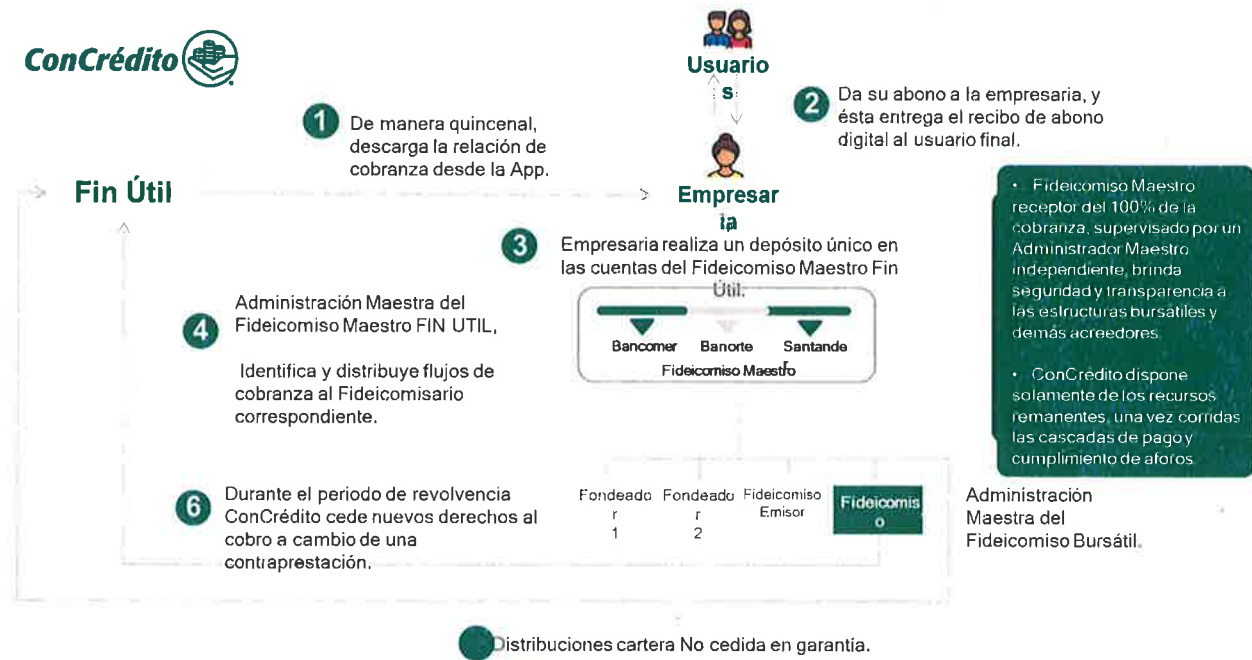 ConCrédito
Usuario
s
1
De manera quincenal,
descarga la relación de
cobranza desde la App.
2
Da su abono a la empresaria, y
ésta entrega el recibo de abono
digital al usuario final.
Fin Útil
Empresar
ia
3
Empresaria realiza un depósito único en
las cuentas del Fideicomiso Maestro Fin
Útil.
Bancomer Banorte Santande
r
Fideicomiso Maestro
4
Administración Maestra del
Fideicomiso Maestro FIN UTIL,
Identifica y distribuye flujos de
cobranza al Fideicomisario
correspondiente.
• Fideicomiso Maestro
receptor del 100% de la
cobranza, supervisado por un
Administrador Maestro
independiente, brinda
seguridad y transparencia a
las estructuras bursátiles y
demás acreedores.
• ConCrédito dispone
solamente de los recursos
remanentes, una vez corridas
las cascadas de pago y
cumplimiento de aforos.
6
Durante el periodo de revolvencia
ConCrédito cede nuevos derechos al
cobro a cambio de una
contraprestación.
Fondeado
r
1
Fondeado
r
2
Fideicomiso
Emisor
Fideicomis
o
Administración
Maestra del
Fideicomiso Bursátil.
Distribuciones cartera No cedida en garantía.